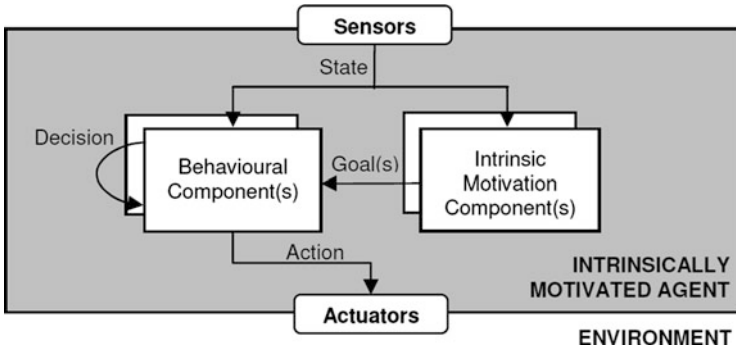 Sensors
State
Decision
Behavioural
Component(s)
Goal(s)
Intrinsic
Motivation
Component(s)
Action
INTRINSICALLY
MOTIVATED AGENT
Actuators
ENVIRONMENT